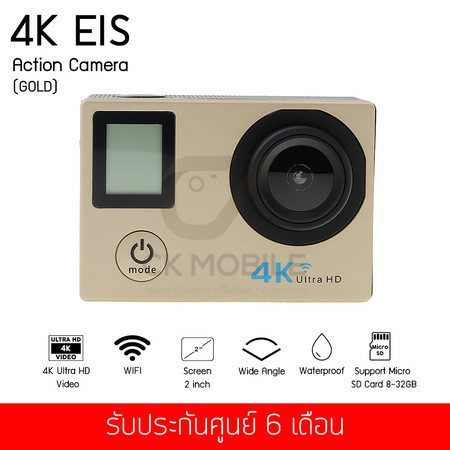 4K EIS
Action Camera
(GOLD)
mode
CK MOBILE
4K Ultra HD
ULTRA HD
4K
VIDEO
4K Ultra HD
Video
WIFI
2"
Screen
2 inch
Wide Angle
Waterproof
Micro
SD
Support Micro
SD Card 8-32GB
รับประกันศูนย์ 6 เดือน